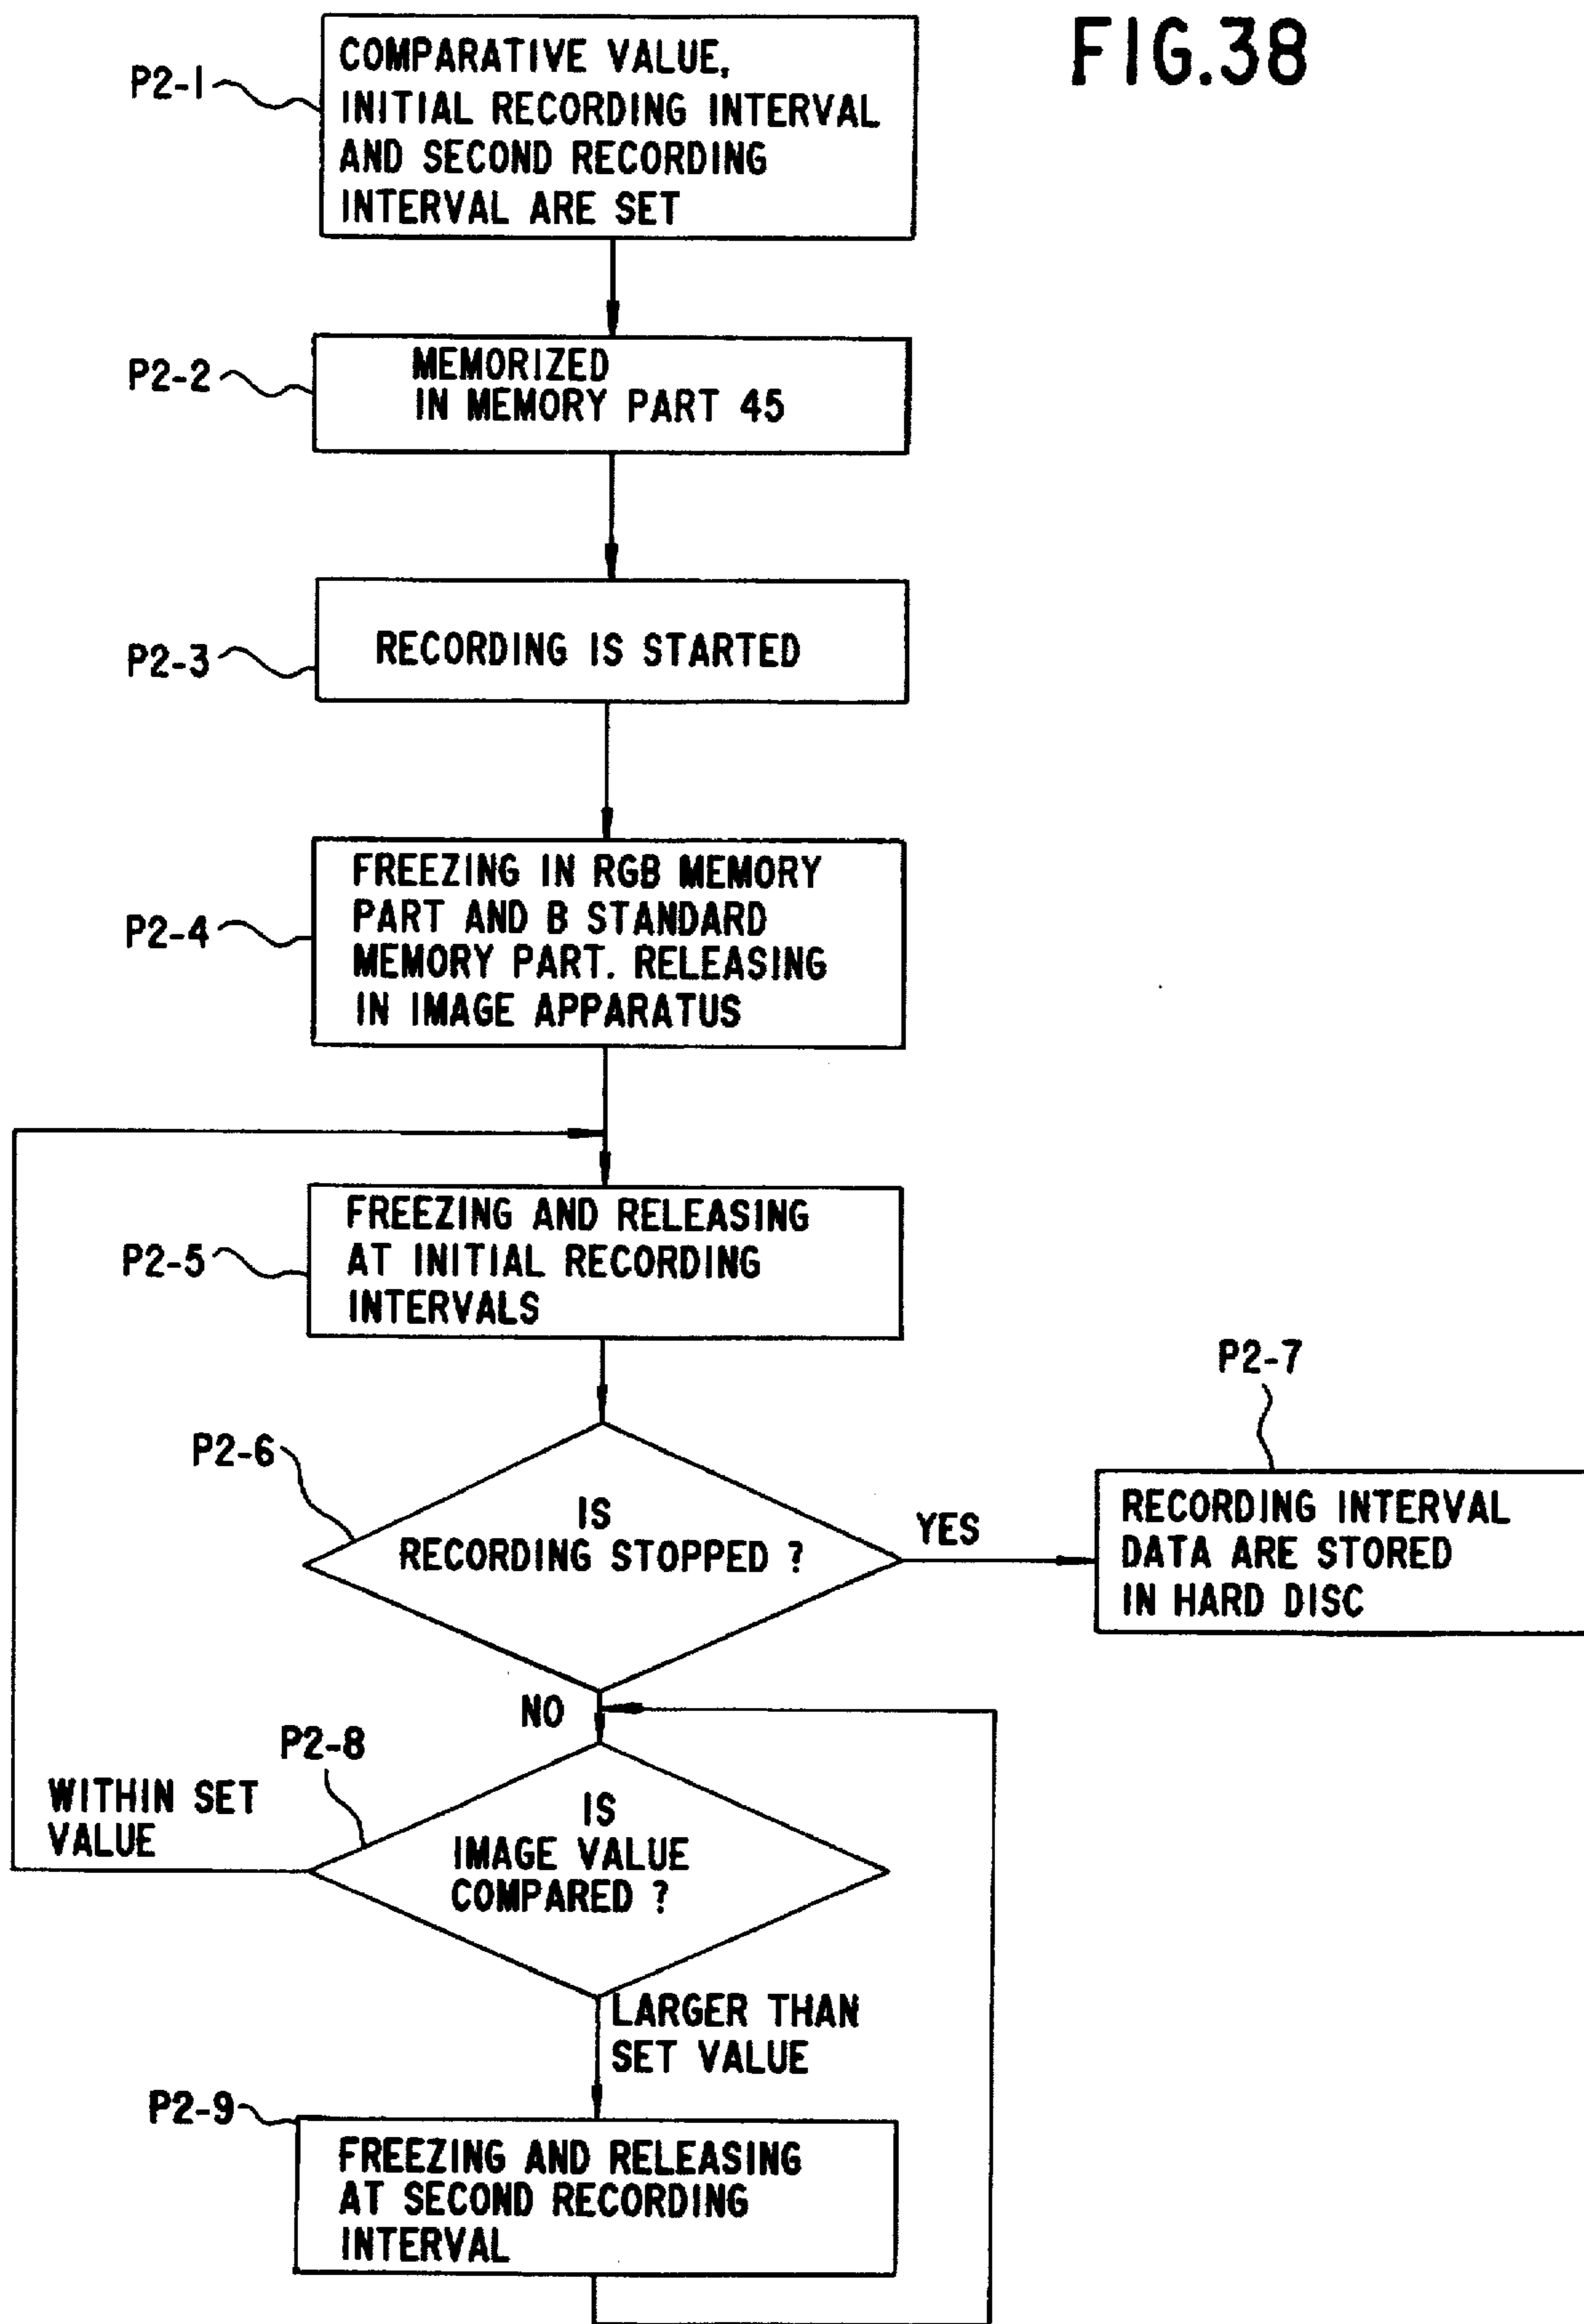 FIG.38
P2-1
COMPARATIVE VALUE,
INITIAL RECORDING INTERVAL
AND SECOND RECORDING
INTERVAL ARE SET
P2-2
MEMORIZED
IN MEMORY PART 45
P2-3
RECORDING IS STARTED
P2-4
FREEZING IN RGB MEMORY
PART AND B STANDARD
MEMORY PART. RELEASING
IN IMAGE APPARATUS
P2-5
FREEZING AND RELEASING
AT INITIAL RECORDING
INTERVALS
P2-6
IS
RECORDING STOPPED ?
YES
P2-7
RECORDING INTERVAL
DATA ARE STORED
IN HARD DISC
NO
P2-8
IS
IMAGE VALUE
COMPARED ?
WITHIN SET
VALUE
LARGER THAN
SET VALUE
P2-9
FREEZING AND RELEASING
AT SECOND RECORDING
INTERVAL